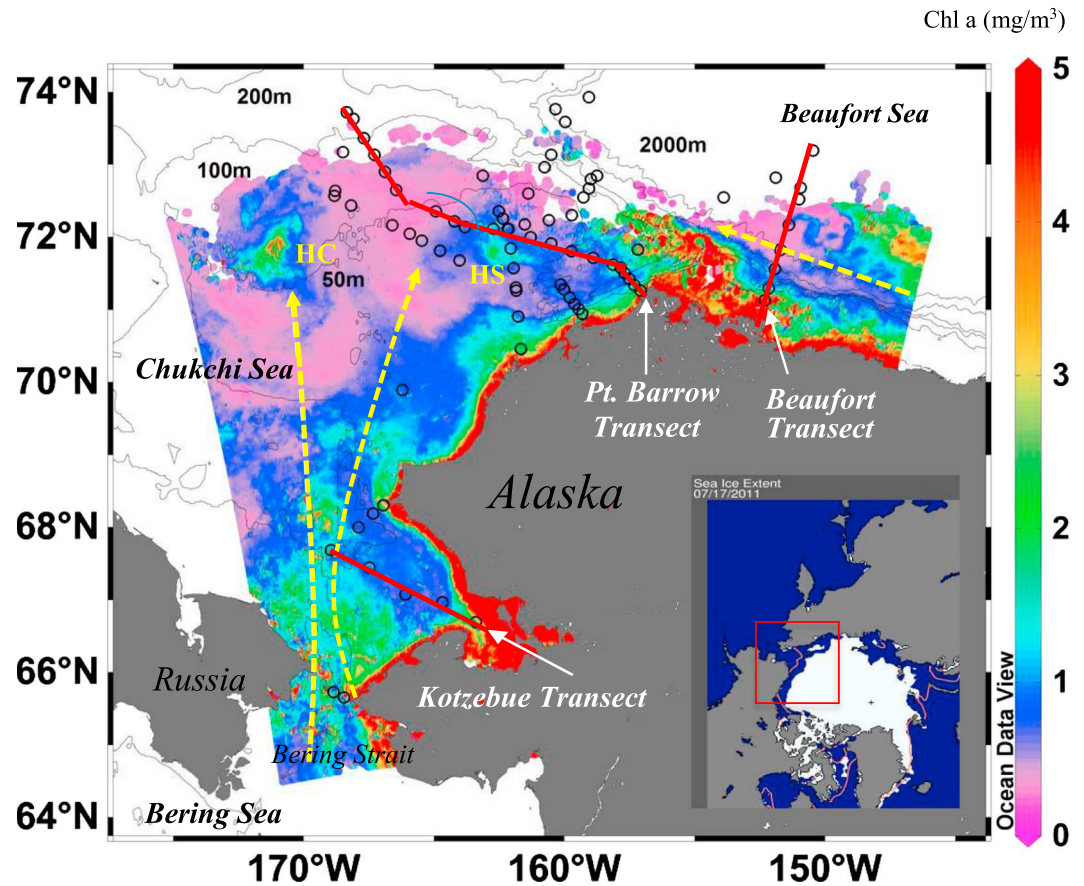 Chl a (mg/m³)
74°N
72°N
70°N
68°N
66°N
64°N
200m
100m
50m
2000m
Beaufort Sea
HC
HS
Chukchi Sea
Pt. Barrow
Transect
Beaufort
Transect
Alaska
Russia
Kotzebue Transect
Bering Strait
Bering Sea
Sea Ice Extent
07/17/2011
170°W
160°W
150°W
5
4
3
2
1
0
Ocean Data View